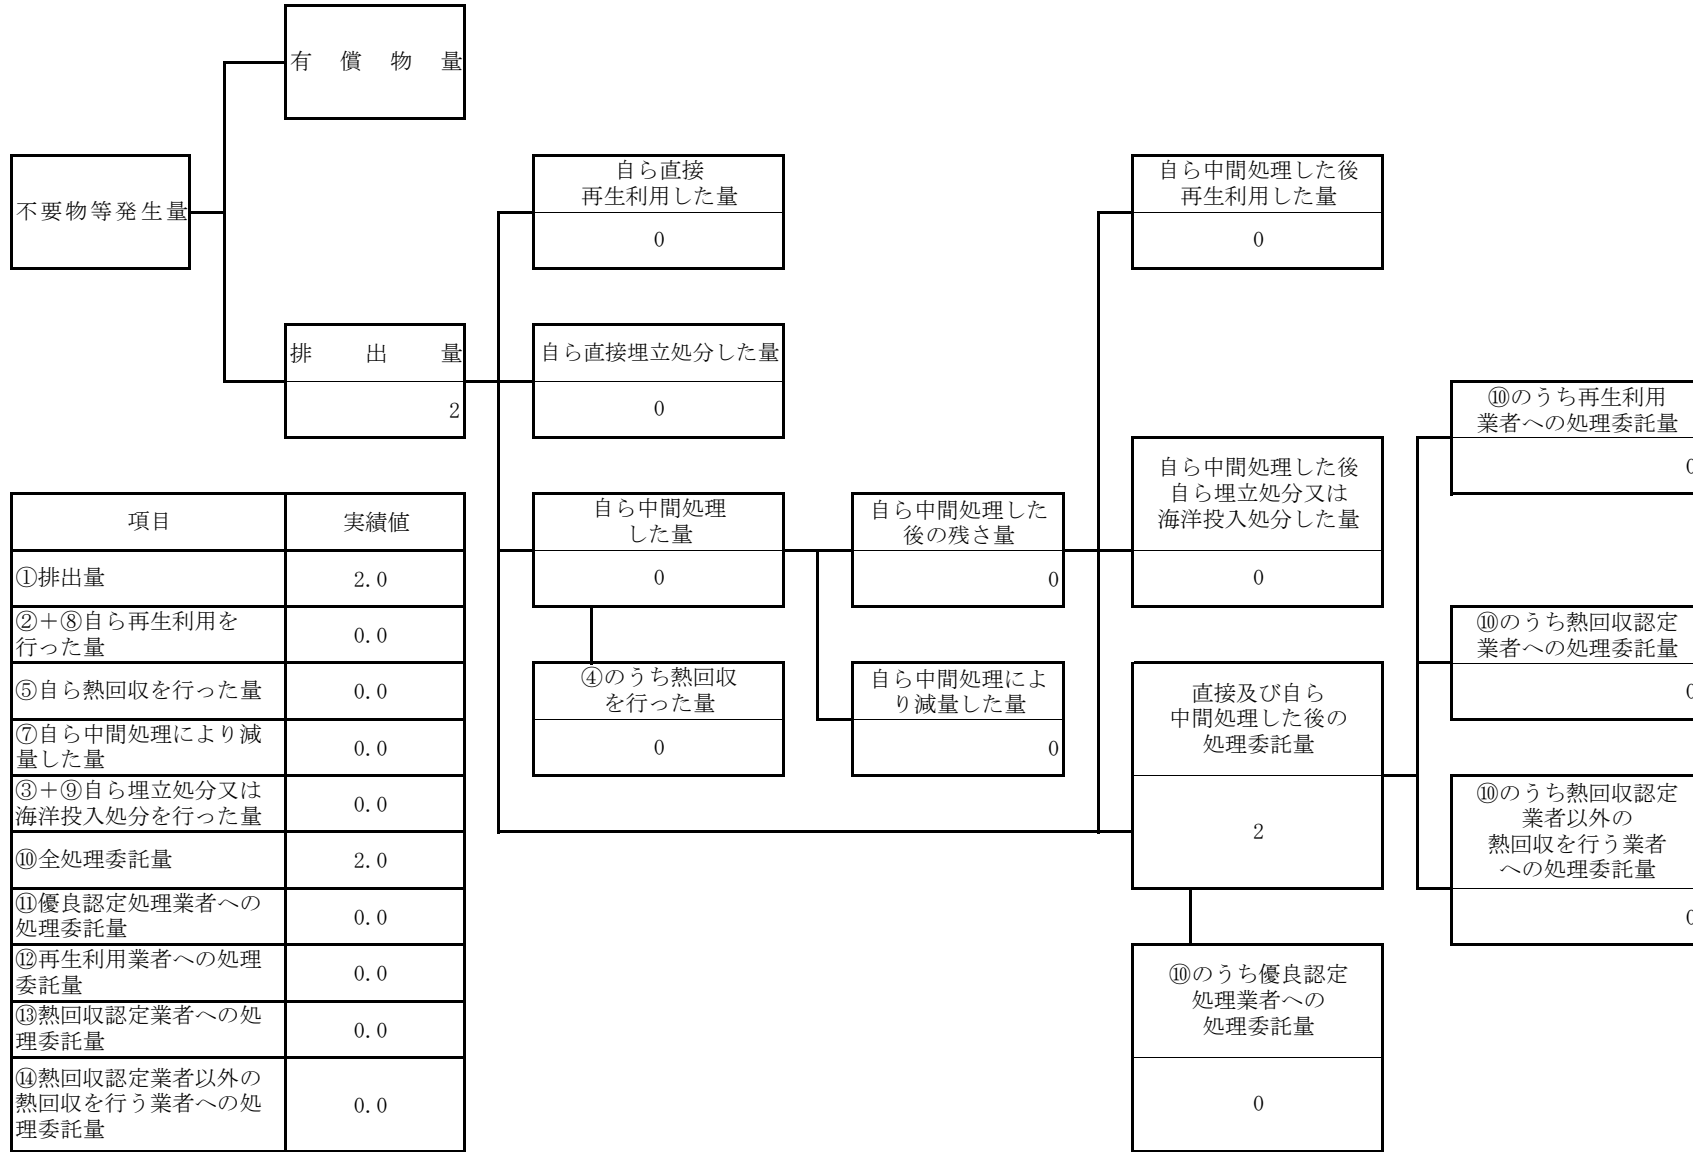 有償物量
不要物等発生量
自ら直接
再生利用した量
0
自ら中間処理した後
再生利用した量
0
排出量
2
自ら直接埋立処分した量
0
⑩のうち再生利用
業者への処理委託量
0
自ら中間処理した後
自ら埋立処分又は
海洋投入処分した量
0
自ら中間処理
した量
0
自ら中間処理した
後の残さ量
0
④のうち熱回収
を行った量
0
自ら中間処理によ
り減量した量
0
直接及び自ら
中間処理した後の
処理委託量
2
⑩のうち熱回収認定
業者への処理委託量
0
⑩のうち熱回収認定
業者以外の
熱回収を行う業者
への処理委託量
0
⑩のうち優良認定
処理業者への
処理委託量
0
項目 実績値
①排出量 2.0
②＋⑧自ら再生利用を
行った量 0.0
⑤自ら熱回収を行った量 0.0
⑦自ら中間処理により減
量した量 0.0
③＋⑨自ら埋立処分又は
海洋投入処分を行った量 0.0
⑩全処理委託量 2.0
⑪優良認定処理業者への
処理委託量 0.0
⑫再生利用業者への処理
委託量 0.0
⑬熱回収認定業者への処
理委託量 0.0
⑭熱回収認定業者以外の
熱回収を行う業者への処
理委託量 0.0